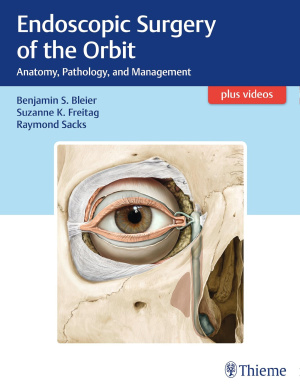 Endoscopic Surgery
of the Orbit
Anatomy, Pathology, and Management
Benjamin S. Bleier
Suzanne K. Freitag
Raymond Sacks
plus videos
Thieme